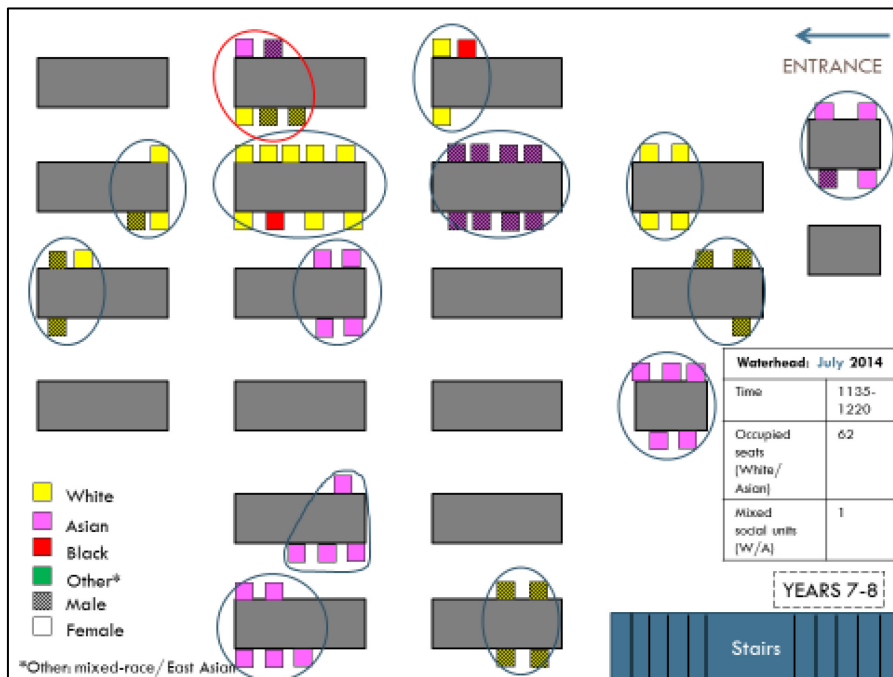 ENTRANCE
Waterhead: July 2014
Time
1135-
1220
Occupied
seats
(White/
Asian)
62
Mixed
social units
(W/A)
1
White
Asian
Black
Other*
Male
Female
*Other: mixed-race/ East Asian
YEARS 7-8
Stairs